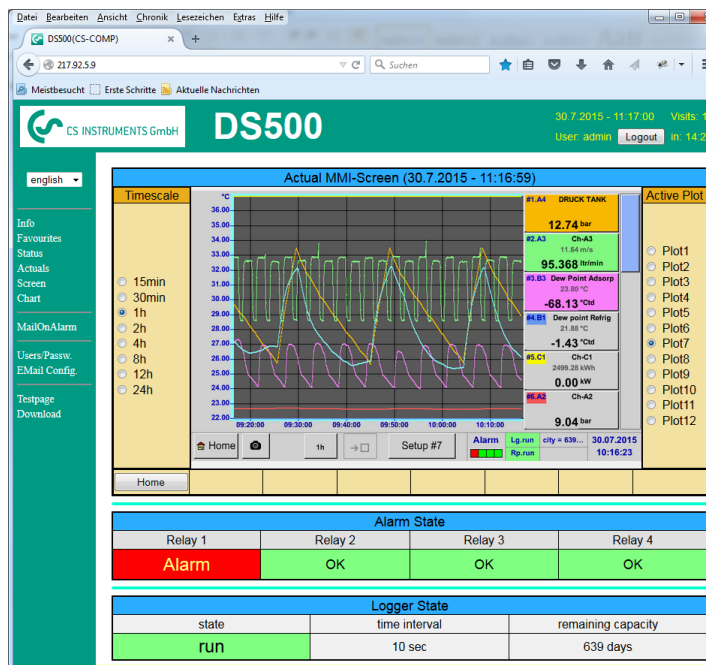 Datei Bearbeiten Ansicht Chronik Lesezeichen Extras Hilfe
DS500(CS-COMP) × +
217.92.5.9 Suchen
Meistbesucht Erste Schritte Aktuelle Nachrichten
CS INSTRUMENTS GmbH
DS500
30.7.2015 - 11:17:00 Visits: 1
User: admin Logout in: 14:2
english
Info
Favourites
Status
Actuals
Screen
Chart
MailOnAlarm
Users/Passw.
EMail Config.
Testpage
Download
Actual MMI-Screen (30.7.2015 - 11:16:59)
Timescale
15min
30min
1h
2h
4h
8h
12h
24h
°C
36.00
35.00
34.00
33.00
32.00
31.00
30.00
29.00
28.00
27.00
26.00
25.00
24.00
23.00
22.00
09:20:00 09:30:00 09:40:00 09:50:00 10:00:00 10:10:00
#1.A4 DRUCK TANK
12.74 bar
#2.A3 Ch-A3
11.64 m/s
95.368 ltr/min
#3.B3 Dew Point Adsorp
23.80 °C
-68.13 °Ctd
#4.B1 Dew point Refrig
21.88 °C
-1.43 °Ctd
#5.C1 Ch-C1
2499.28 kWh
0.00 kW
#6.A2 Ch-A2
9.04 bar
Home 1h Setup #7 Alarm Lg.run city = 639... 30.07.2015
Rp.run 10:16:23
Active Plot
Plot1
Plot2
Plot3
Plot4
Plot5
Plot6
Plot7
Plot8
Plot9
Plot10
Plot11
Plot12
Home
Alarm State
Relay 1 Relay 2 Relay 3 Relay 4
Alarm OK OK OK
Logger State
state time interval remaining capacity
run 10 sec 639 days